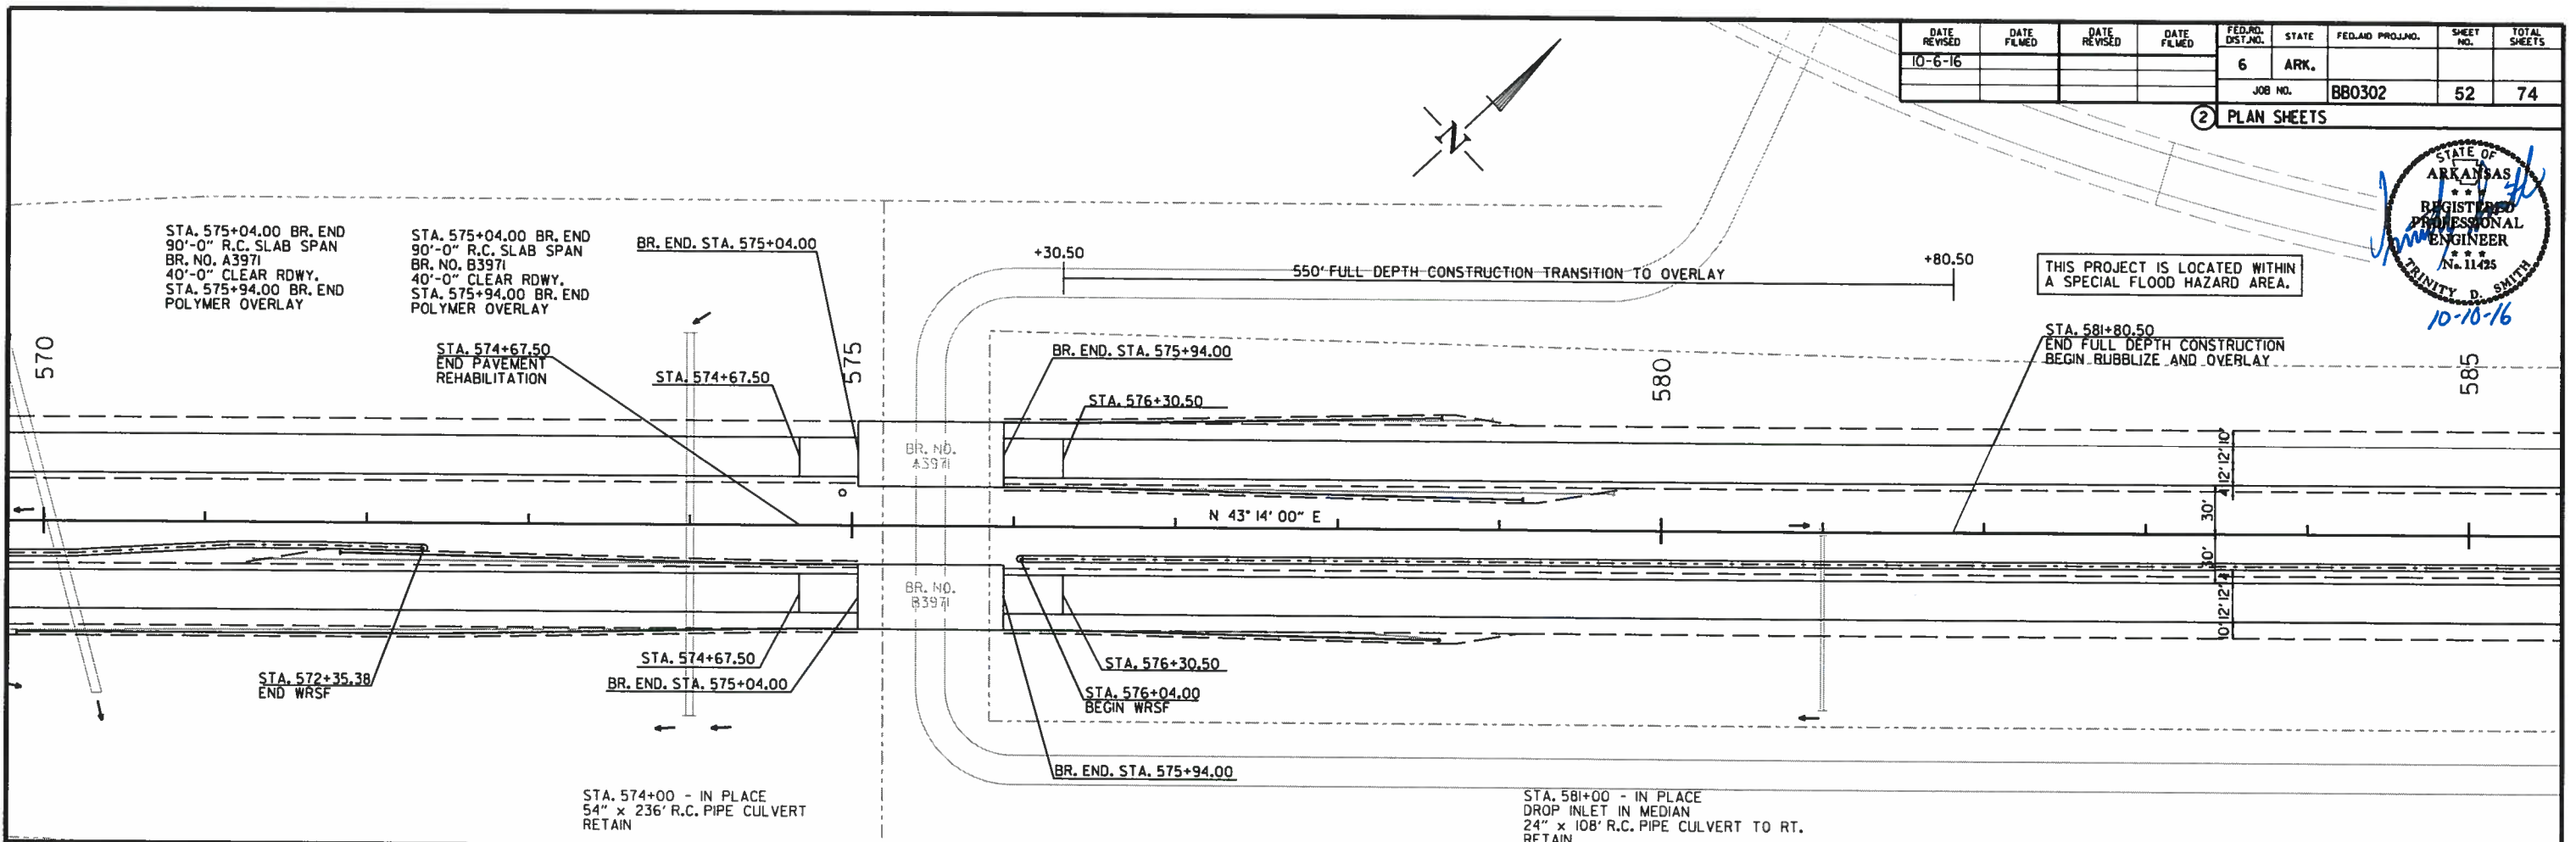 DATE REVISED
DATE FILMED
DATE REVISED
DATE FILMED
FED.RD. DIST.NO.
STATE
FED.AID PROJ.NO.
SHEET NO.
TOTAL SHEETS
10-6-16
6
ARK.
JOB NO.
BB0302
52
74
2 PLAN SHEETS
STATE OF
ARKANSAS
* * *
REGISTERED
PROFESSIONAL
ENGINEER
* * *
No. 11425
TRINITY D. SMITH
10-10-16
N
STA. 575+04.00 BR. END
90'-0" R.C. SLAB SPAN
BR. NO. A3971
40'-0" CLEAR RDWY.
STA. 575+94.00 BR. END
POLYMER OVERLAY
STA. 575+04.00 BR. END
90'-0" R.C. SLAB SPAN
BR. NO. B3971
40'-0" CLEAR RDWY.
STA. 575+94.00 BR. END
POLYMER OVERLAY
BR. END. STA. 575+04.00
+30.50
550' FULL DEPTH CONSTRUCTION TRANSITION TO OVERLAY
+80.50
THIS PROJECT IS LOCATED WITHIN
A SPECIAL FLOOD HAZARD AREA.
570
STA. 574+67.50
END PAVEMENT
REHABILITATION
STA. 574+67.50
575
BR. END. STA. 575+94.00
STA. 576+30.50
580
STA. 581+80.50
END FULL DEPTH CONSTRUCTION
BEGIN RUBBLIZE AND OVERLAY
585
BR. NO.
A3971
N 43° 14' 00" E
4' 12' 12' 10'
30'
30'
10' 12' 12' 4'
BR. NO.
B3971
STA. 572+35.38
END WRSF
STA. 574+67.50
BR. END. STA. 575+04.00
STA. 576+30.50
STA. 576+04.00
BEGIN WRSF
BR. END. STA. 575+94.00
STA. 574+00 - IN PLACE
54" x 236' R.C. PIPE CULVERT
RETAIN
STA. 581+00 - IN PLACE
DROP INLET IN MEDIAN
24" x 108' R.C. PIPE CULVERT TO RT.
RETAIN